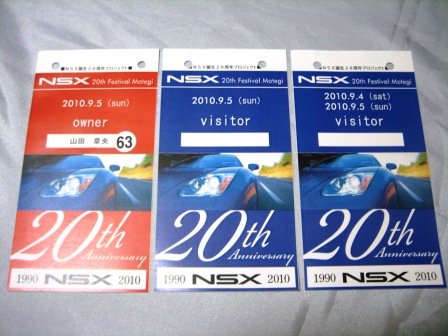 ■NSX誕生20周年プロジェクト■
NSX 20th Festival Motegi
2010.9.5 (sun)
owner
山田 章央 63
20th
Anniversary
1990 NSX 2010
■NSX誕生20周年プロジェクト■
NSX 20th Festival Motegi
2010.9.5 (sun)
visitor
20th
Anniversary
1990 NSX 2010
■NSX誕生20周年プロジェクト■
NSX 20th Festival Motegi
2010.9.4 (sat)
2010.9.5 (sun)
visitor
20th
Anniversary
1990 NSX 2010